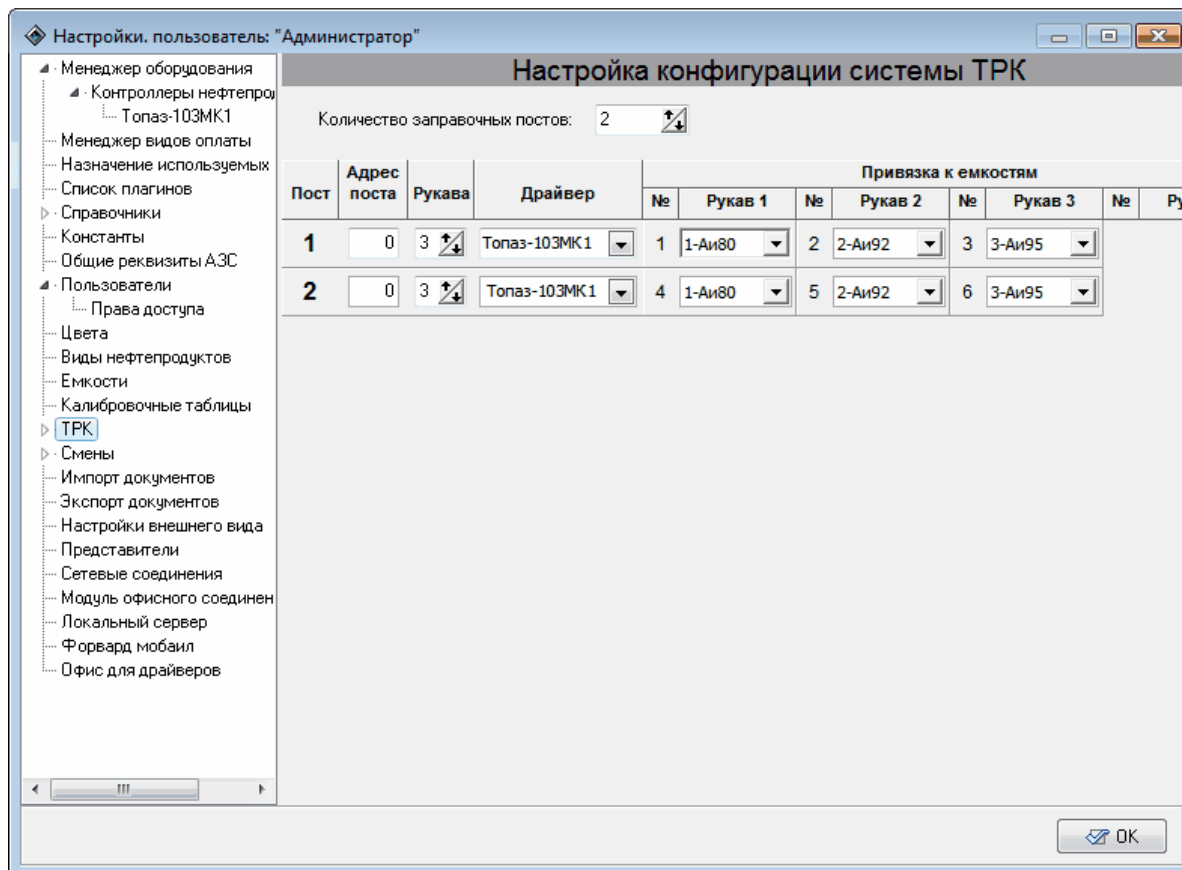 Настройки. пользователь: "Администратор"
Менеджер оборудования
Контроллеры нефтепрод
Топаз-103МК1
Менеджер видов оплаты
Назначение используемых
Список плагинов
Справочники
Константы
Общие реквизиты АЗС
Пользователи
Права доступа
Цвета
Виды нефтепродуктов
Емкости
Калибровочные таблицы
ТРК
Смены
Импорт документов
Экспорт документов
Настройки внешнего вида
Представители
Сетевые соединения
Модуль офисного соединен
Локальный сервер
Форвард мобаил
Офис для драйверов
Настройка конфигурации системы ТРК
Количество заправочных постов: 2
Пост Адрес поста Рукава Драйвер Привязка к емкостям
№ Рукав 1 № Рукав 2 № Рукав 3 № Ру
1 0 3 Топаз-103МК1 1 1-Аи80 2 2-Аи92 3 3-Аи95
2 0 3 Топаз-103МК1 4 1-Аи80 5 2-Аи92 6 3-Аи95
OK